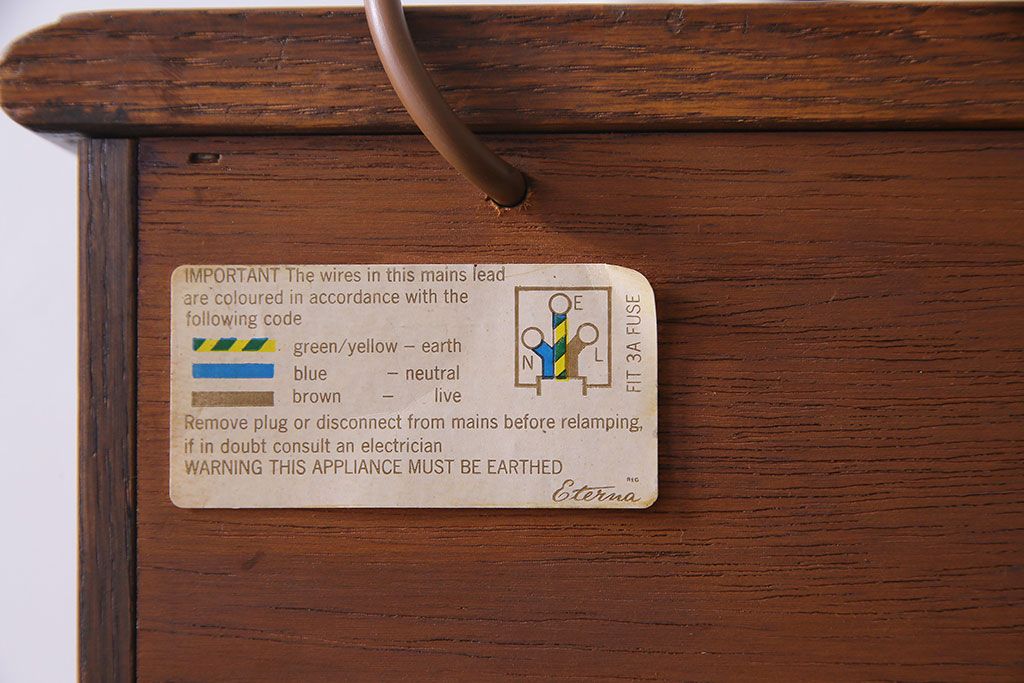 IMPORTANT The wires in this mains lead
are coloured in accordance with the
following code
green/yellow – earth
blue – neutral
brown – live
E
N
L
FIT 3A FUSE
Remove plug or disconnect from mains before relamping,
if in doubt consult an electrician
WARNING THIS APPLIANCE MUST BE EARTHED
REG
Eterna